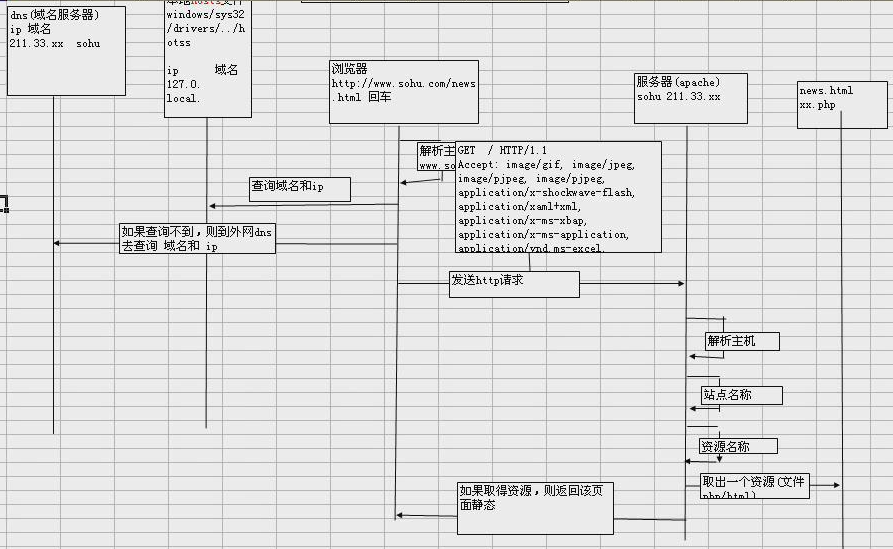 dns(域名服务器)
ip 域名
211.33.xx sohu
本地hosts文件
windows/sys32
/drivers/../h
otss
ip 域名
127.0.
local.
浏览器
http://www.sohu.com/news
.html 回车
服务器(apache)
sohu 211.33.xx
news.html
xx.php
解析主
www.so
GET / HTTP/1.1
Accept: image/gif, image/jpeg,
image/pjpeg, image/pjpeg,
application/x-shockwave-flash,
application/xaml+xml,
application/x-ms-xbap,
application/x-ms-application,
application/vnd.ms-excel,
查询域名和ip
如果查询不到，则到外网dns
去查询 域名和 ip
发送http请求
解析主机
站点名称
资源名称
取出一个资源(文件
php/html)
如果取得资源，则返回该页
面静态